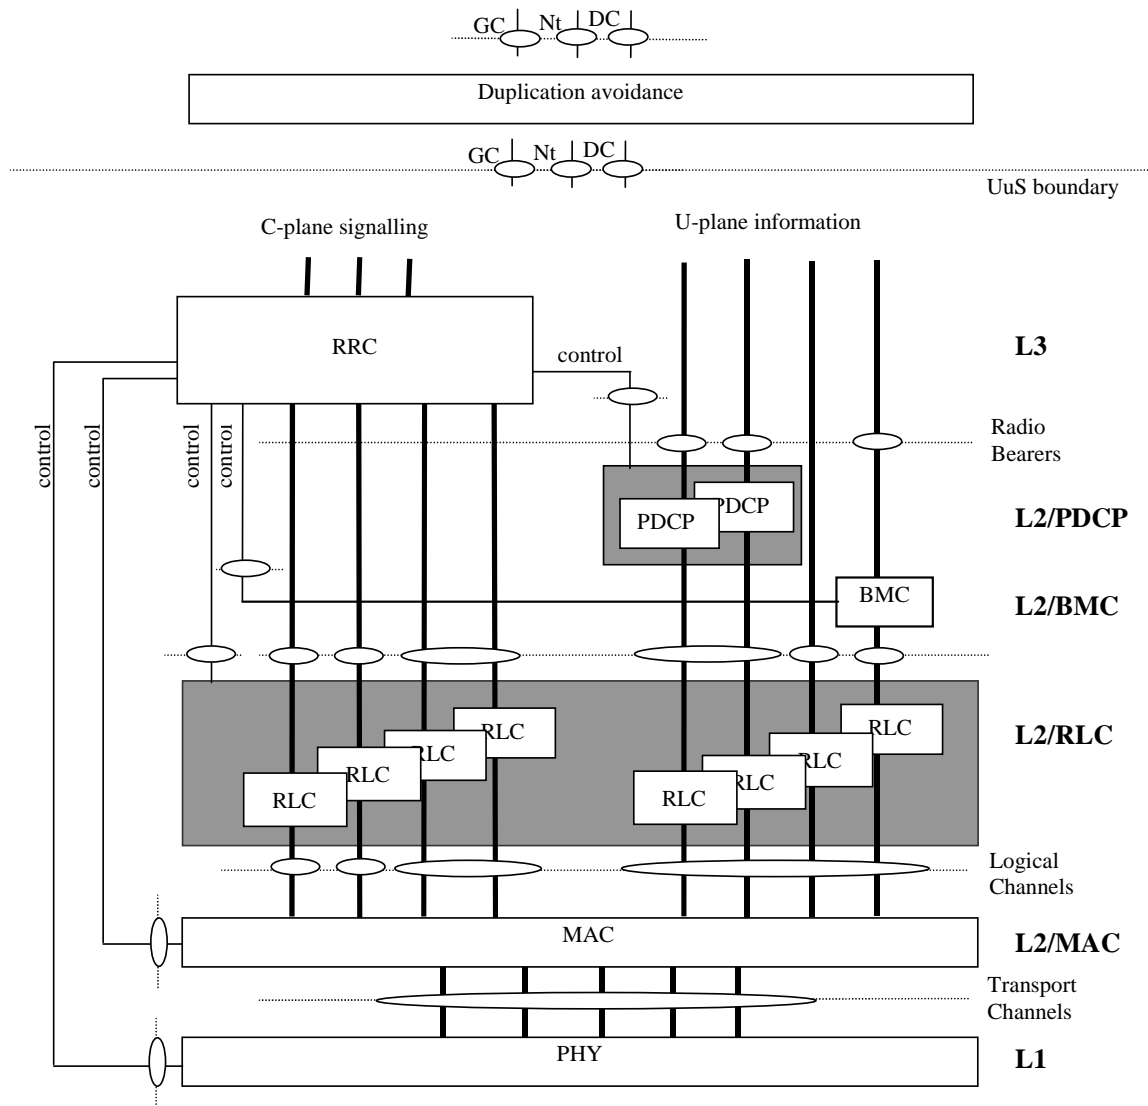 GC Nt DC
Duplication avoidance
GC Nt DC
UuS boundary
C-plane signalling
U-plane information
RRC
control
L3
control
control
control
control
Radio
Bearers
PDCP
PDCP
L2/PDCP
BMC
L2/BMC
RLC
RLC
RLC
RLC
RLC
RLC
RLC
RLC
L2/RLC
Logical
Channels
MAC
L2/MAC
Transport
Channels
PHY
L1